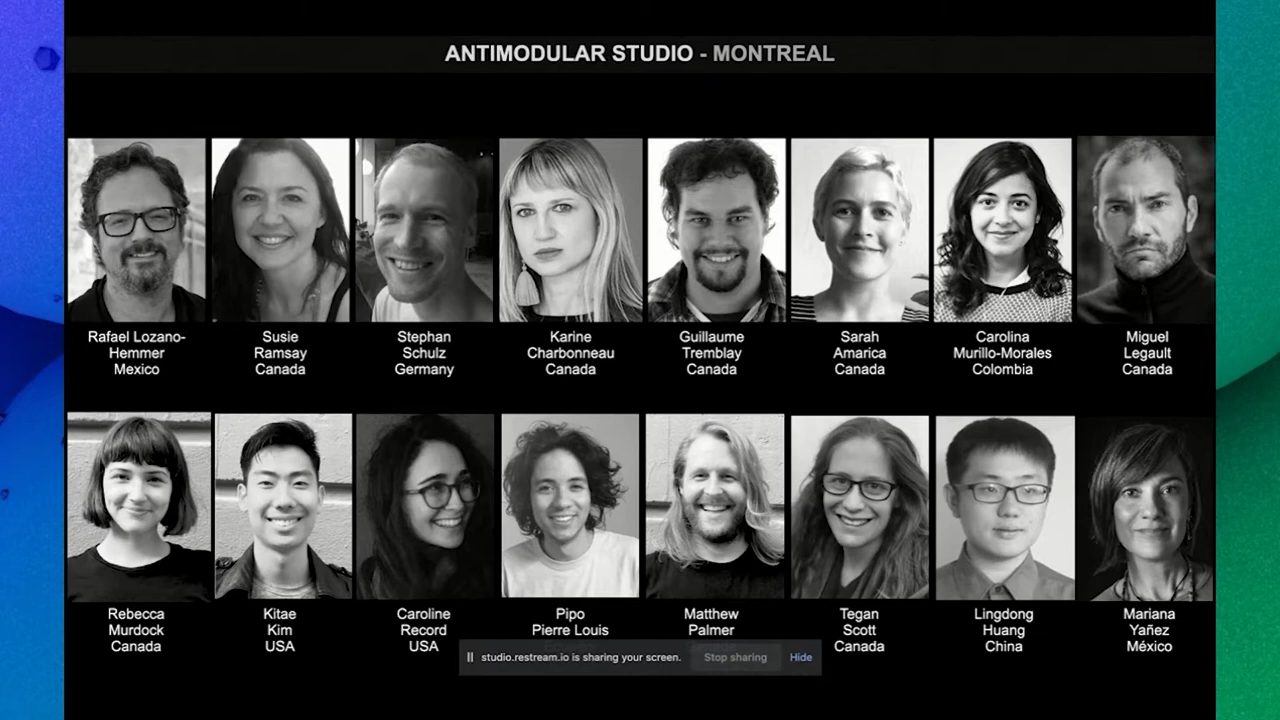 ANTIMODULAR STUDIO - MONTREAL
Rafael Lozano-
Hemmer
Mexico
Susie
Ramsay
Canada
Stephan
Schulz
Germany
Karine
Charbonneau
Canada
Guillaume
Tremblay
Canada
Sarah
Amarica
Canada
Carolina
Murillo-Morales
Colombia
Miguel
Legault
Canada
Rebecca
Murdock
Canada
Kitae
Kim
USA
Caroline
Record
USA
Pipo
Pierre Louis
Matthew
Palmer
Tegan
Scott
Canada
Lingdong
Huang
China
Mariana
Yañez
México
studio.restream.io is sharing your screen.
Stop sharing
Hide